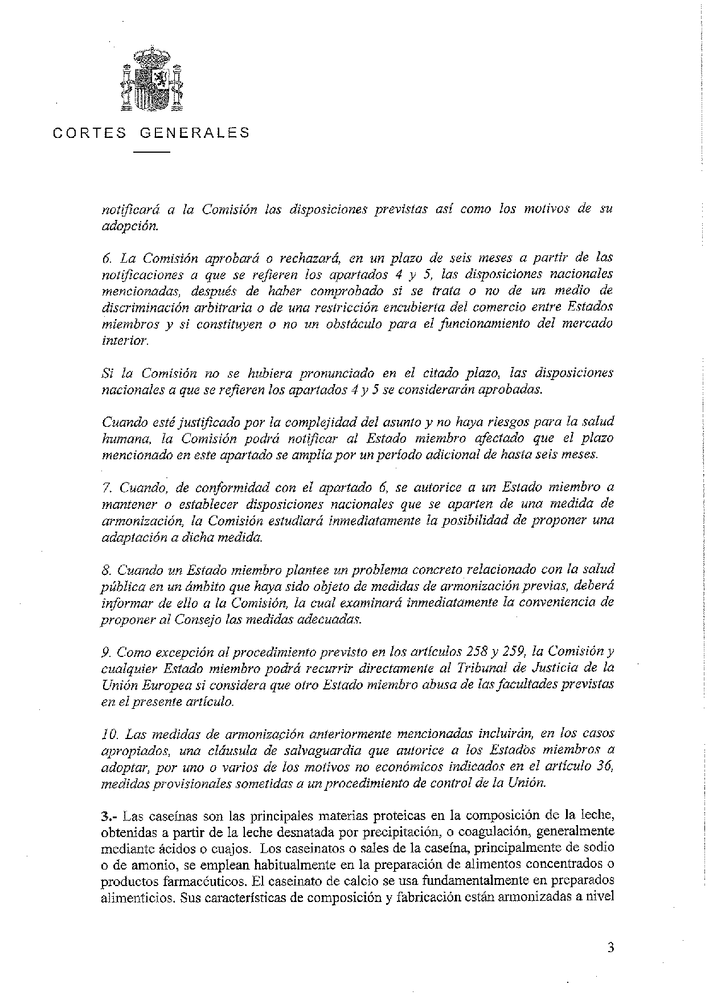 CORTES GENERALES
notificará a la Comisión las disposiciones previstas así como los motivos de su
adopción.
6. La Comisión aprobará o rechazará, en un plazo de seis meses a partir de las
notificaciones a que se refieren los apartados 4 y 5, las disposiciones nacionales
mencionadas, después de haber comprobado si se trata o no de un medio de
discriminación arbitraria o de una restricción encubierta del comercio entre Estados
miembros y si constituyen o no un obstáculo para el funcionamiento del mercado
interior.
Si la Comisión no se hubiera pronunciado en el citado plazo, las disposiciones
nacionales a que se refieren los apartados 4 y 5 se considerarán aprobadas.
Cuando esté justificado por la complejidad del asunto y no haya riesgos para la salud
humana, la Comisión podrá notificar al Estado miembro afectado que el plazo
mencionado en este apartado se amplía por un período adicional de hasta seis meses.
7. Cuando, de conformidad con el apartado 6, se autorice a un Estado miembro a
mantener o establecer disposiciones nacionales que se aparten de una medida de
armonización, la Comisión estudiará inmediatamente la posibilidad de proponer una
adaptación a dicha medida.
8. Cuando un Estado miembro plantee un problema concreto relacionado con la salud
pública en un ámbito que haya sido objeto de medidas de armonización previas, deberá
informar de ello a la Comisión, la cual examinará inmediatamente la conveniencia de
proponer al Consejo las medidas adecuadas.
9. Como excepción al procedimiento previsto en los artículos 258 y 259, la Comisión y
cualquier Estado miembro podrá recurrir directamente al Tribunal de Justicia de la
Unión Europea si considera que otro Estado miembro abusa de las facultades previstas
en el presente artículo.
10. Las medidas de armonización anteriormente mencionadas incluirán, en los casos
apropiados, una cláusula de salvaguardia que autorice a los Estados miembros a
adoptar, por uno o varios de los motivos no económicos indicados en el artículo 36,
medidas provisionales sometidas a un procedimiento de control de la Unión.
3.- Las caseínas son las principales materias proteicas en la composición de la leche,
obtenidas a partir de la leche desnatada por precipitación, o coagulación, generalmente
mediante ácidos o cuajos. Los caseinatos o sales de la caseína, principalmente de sodio
o de amonio, se emplean habitualmente en la preparación de alimentos concentrados o
productos farmacéuticos. El caseinato de calcio se usa fundamentalmente en preparados
alimenticios. Sus características de composición y fabricación están armonizadas a nivel
3